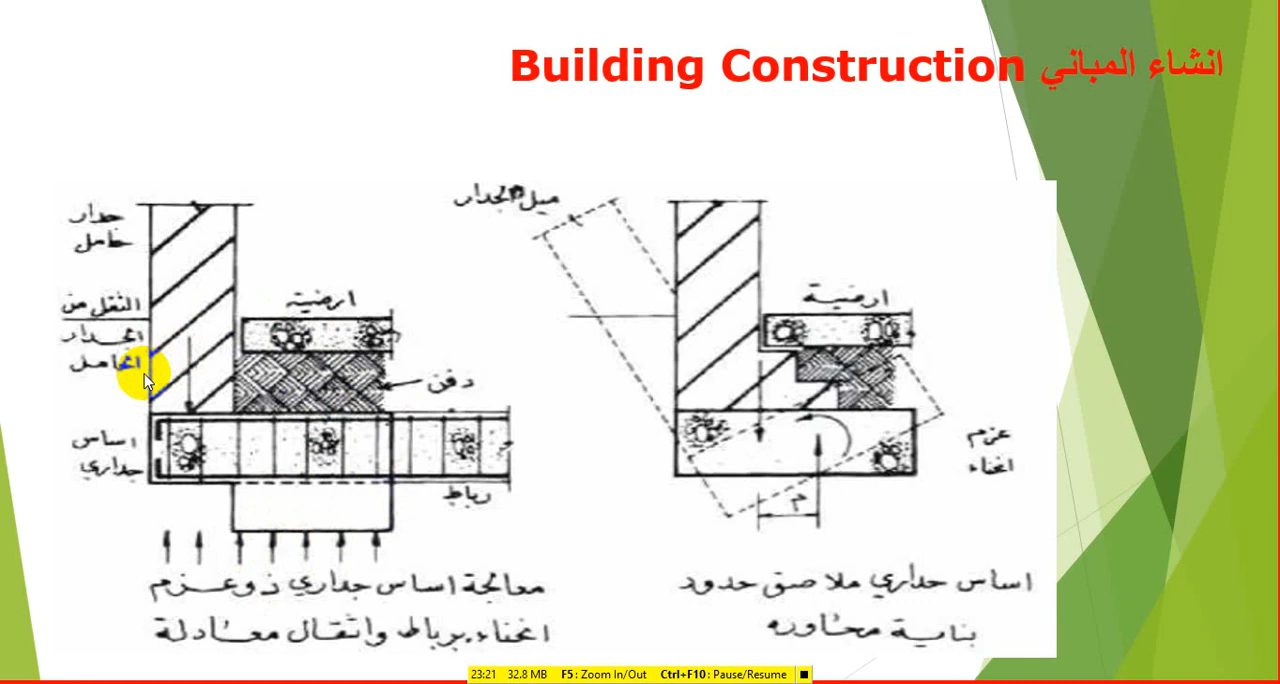 Building Construction انشاء المباني
ميل الجدار
جدار
حامل
ارضية
ارضية
الثقل من
الجدار
الحامل
دفن
اساس
جداري
عزم
انحناء
رباط
م
اساس جداري ملاصق حدود
بناية مجاوره
معالجة اساس جداري ذو عزم
انحناء. برباط واثقال معادلة
23:21 32.8 MB F5: Zoom In/Out Ctrl+F10: Pause/Resume